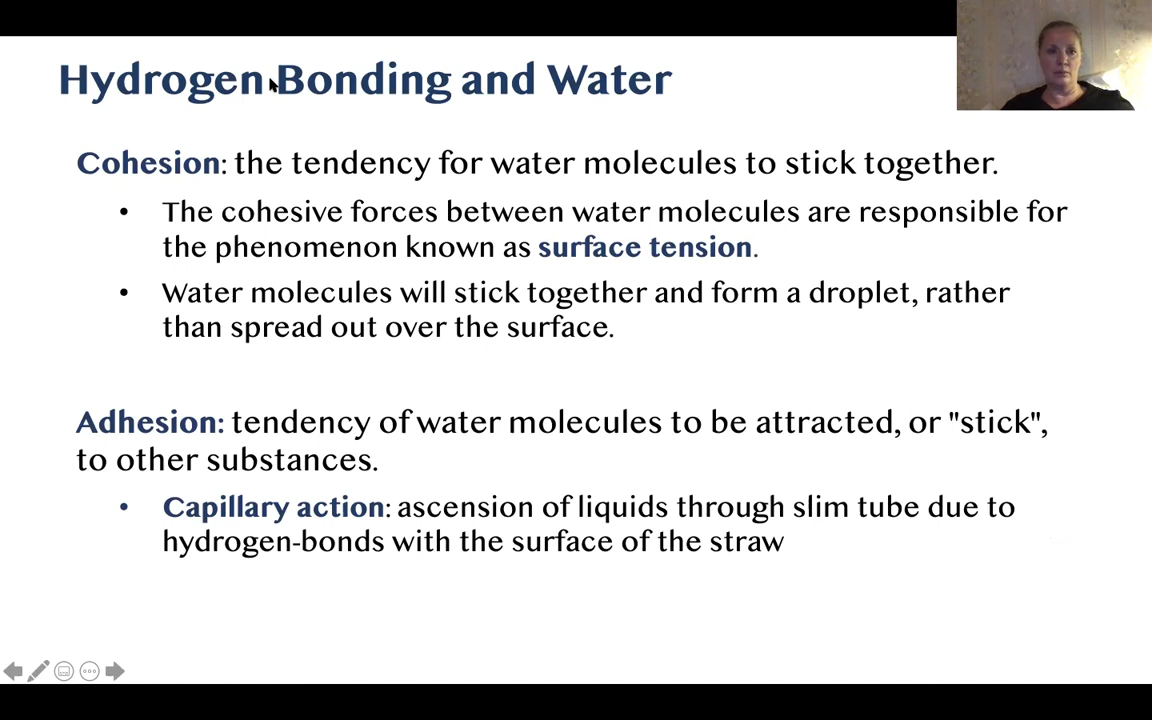 Hydrogen Bonding and Water
Cohesion: the tendency for water molecules to stick together.
• The cohesive forces between water molecules are responsible for
the phenomenon known as surface tension.
• Water molecules will stick together and form a droplet, rather
than spread out over the surface.
Adhesion: tendency of water molecules to be attracted, or "stick",
to other substances.
• Capillary action: ascension of liquids through slim tube due to
hydrogen-bonds with the surface of the straw